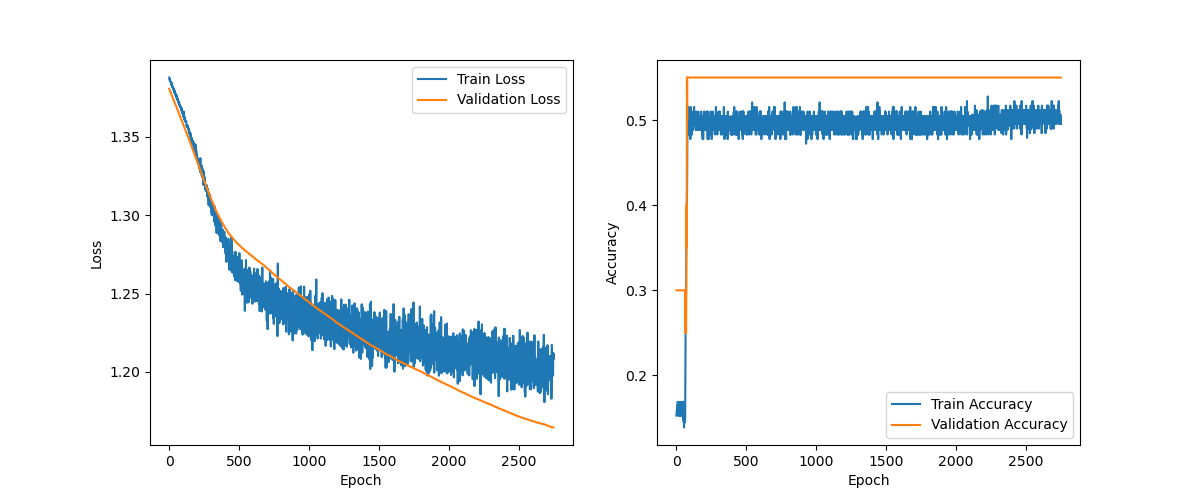 Train Loss
Validation Loss
1.35
1.30
1.25
1.20
Loss
0
500
1000
1500
2000
2500
Epoch
0.5
0.4
0.3
0.2
Accuracy
Train Accuracy
Validation Accuracy
0
500
1000
1500
2000
2500
Epoch